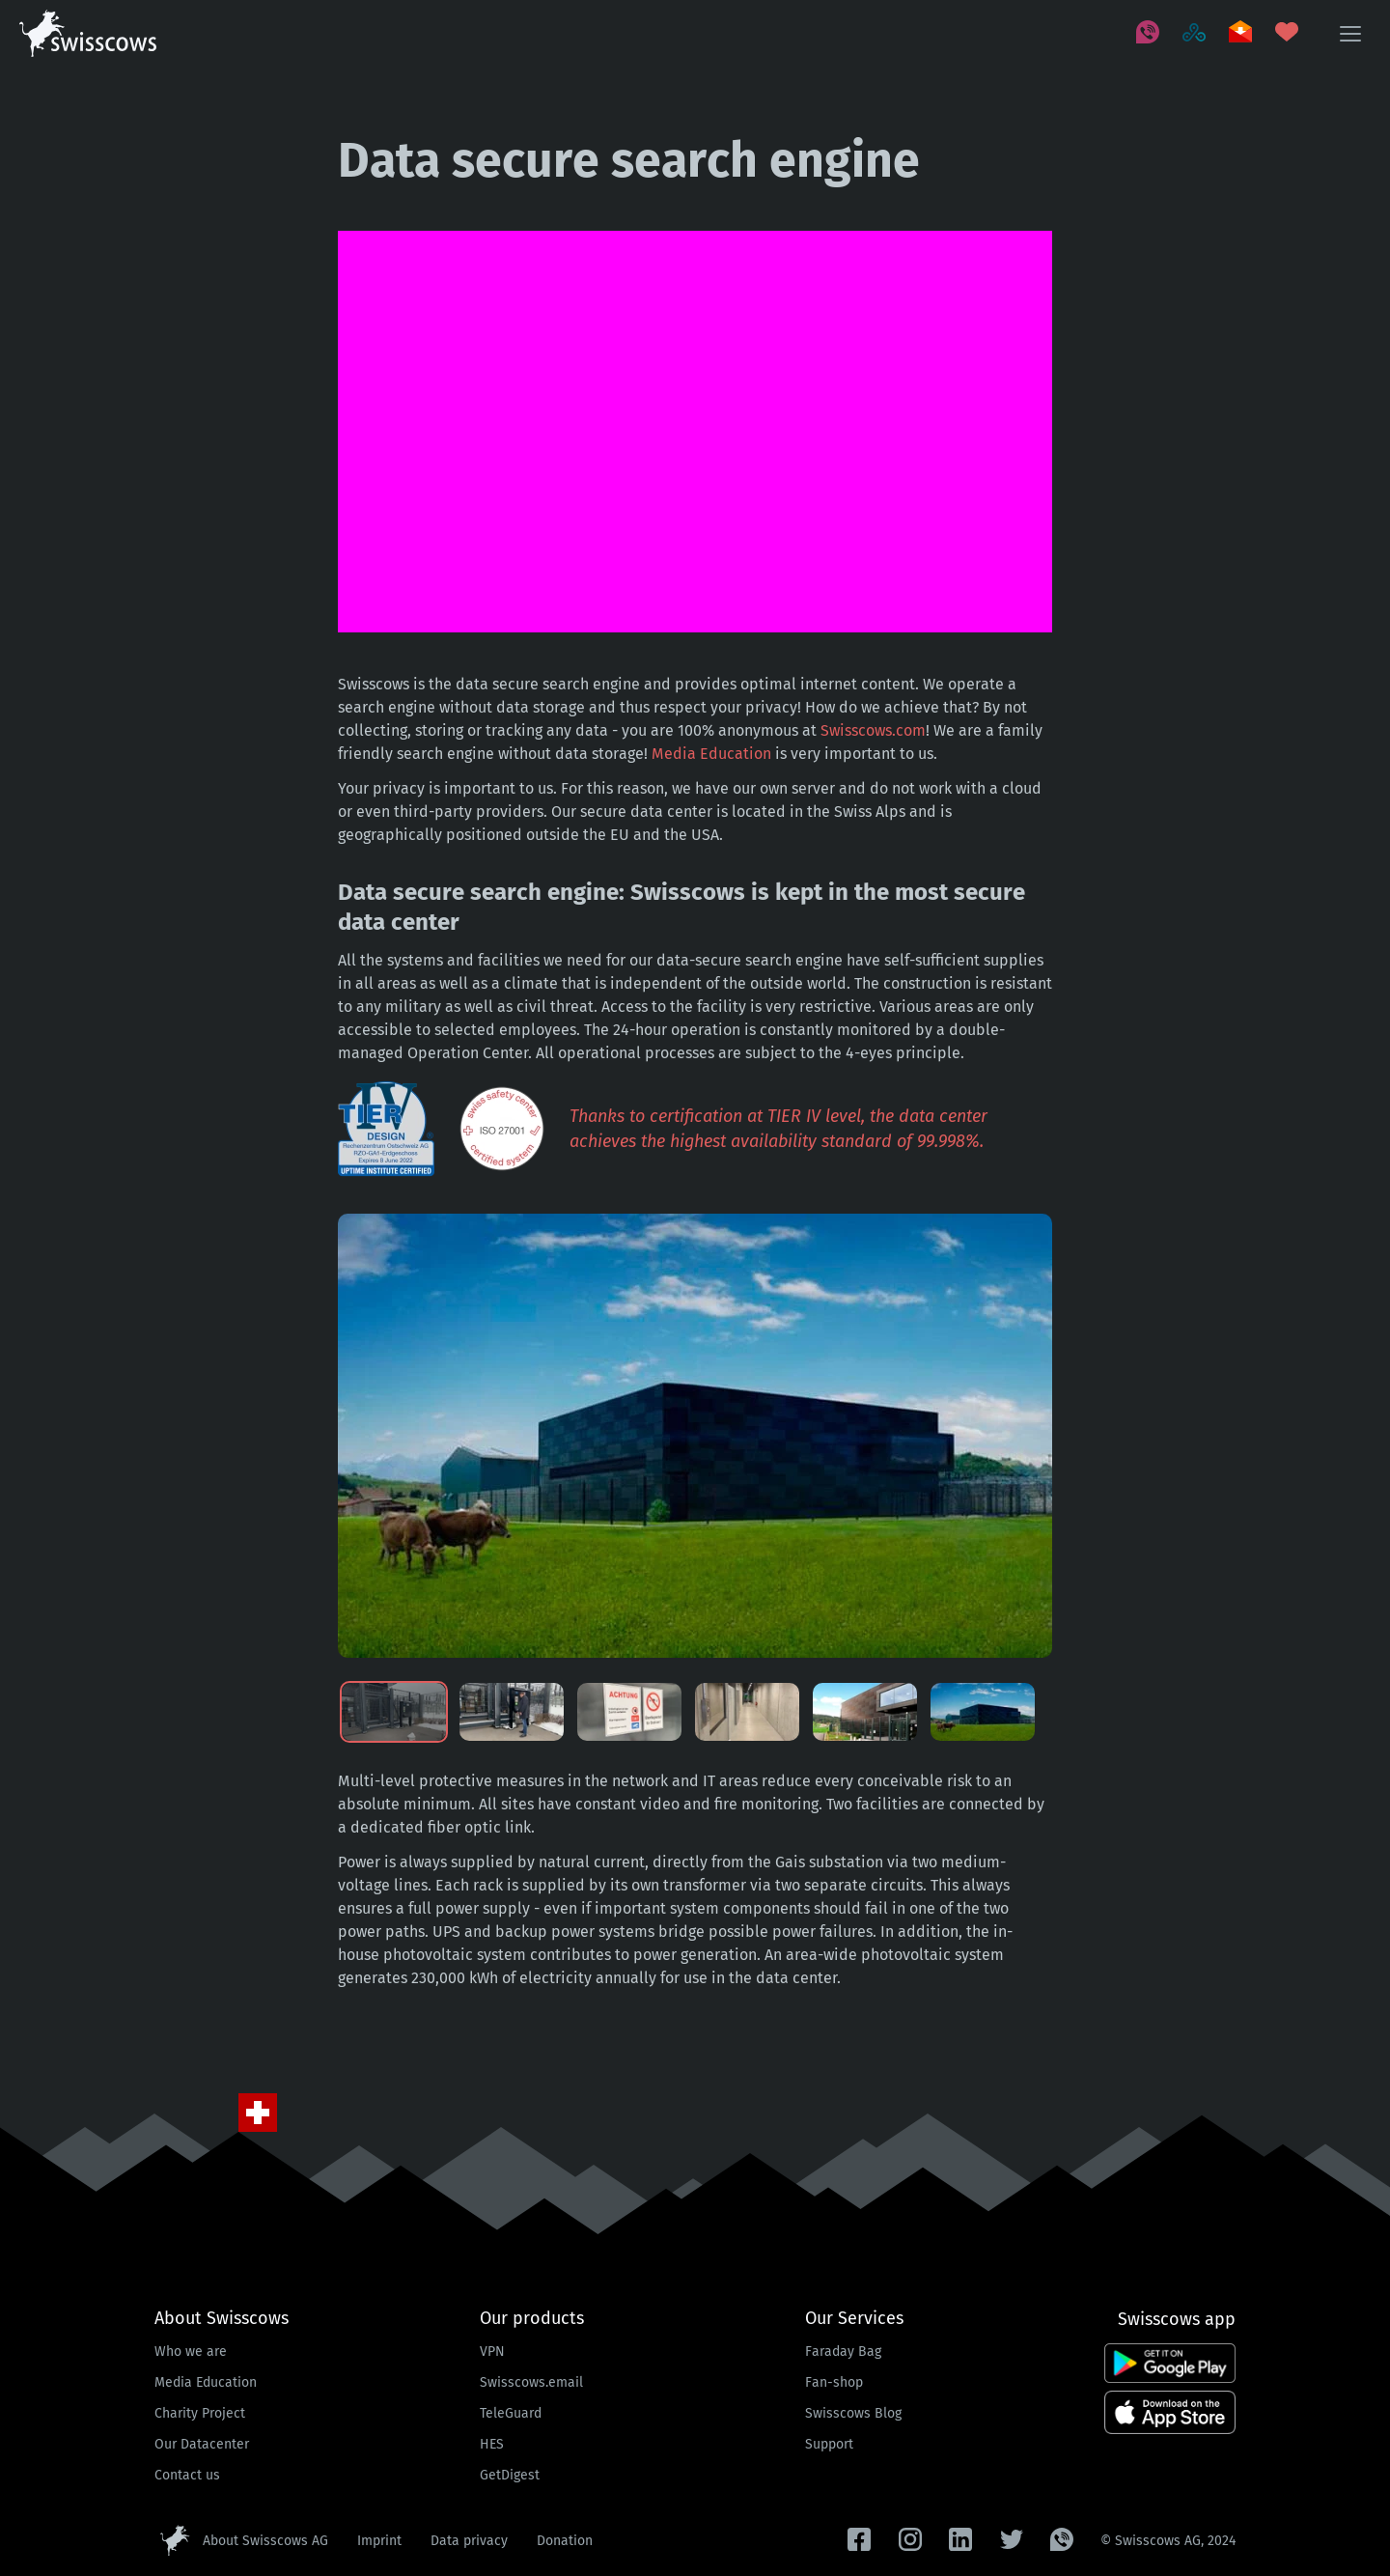 swisscows
Data secure search engine
Swisscows is the data secure search engine and provides optimal internet content. We operate a
search engine without data storage and thus respect your privacy! How do we achieve that? By not
collecting, storing or tracking any data - you are 100% anonymous at Swisscows.com! We are a family
friendly search engine without data storage! Media Education is very important to us.
Your privacy is important to us. For this reason, we have our own server and do not work with a cloud
or even third-party providers. Our secure data center is located in the Swiss Alps and is
geographically positioned outside the EU and the USA.
Data secure search engine: Swisscows is kept in the most secure
data center
All the systems and facilities we need for our data-secure search engine have self-sufficient supplies
in all areas as well as a climate that is independent of the outside world. The construction is resistant
to any military as well as civil threat. Access to the facility is very restrictive. Various areas are only
accessible to selected employees. The 24-hour operation is constantly monitored by a double-
managed Operation Center. All operational processes are subject to the 4-eyes principle.
IV
TIER
DESIGN
Rechenzentrum Ostschweiz AG
RZO-GA1-Erdgeschoss
Expires 8 June 2022
UPTIME INSTITUTE CERTIFIED
swiss safety center
ISO 27001
certified system
Thanks to certification at TIER IV level, the data center
achieves the highest availability standard of 99.998%.
ACHTUNG
Multi-level protective measures in the network and IT areas reduce every conceivable risk to an
absolute minimum. All sites have constant video and fire monitoring. Two facilities are connected by
a dedicated fiber optic link.
Power is always supplied by natural current, directly from the Gais substation via two medium-
voltage lines. Each rack is supplied by its own transformer via two separate circuits. This always
ensures a full power supply - even if important system components should fail in one of the two
power paths. UPS and backup power systems bridge possible power failures. In addition, the in-
house photovoltaic system contributes to power generation. An area-wide photovoltaic system
generates 230,000 kWh of electricity annually for use in the data center.
About Swisscows
Who we are
Media Education
Charity Project
Our Datacenter
Contact us
Our products
VPN
Swisscows.email
TeleGuard
HES
GetDigest
Our Services
Faraday Bag
Fan-shop
Swisscows Blog
Support
Swisscows app
GET IT ON
Google Play
Download on the
App Store
About Swisscows AG Imprint Data privacy Donation
© Swisscows AG, 2024